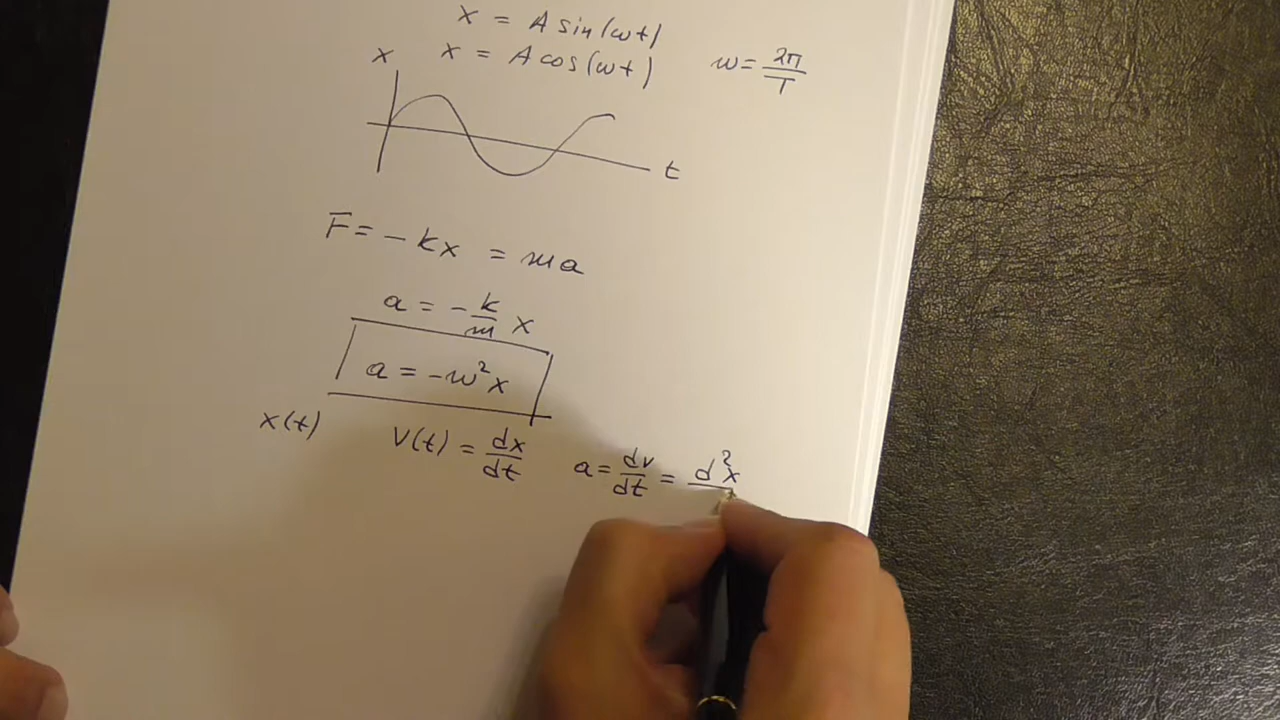 x = A sin(ωt)
x = A cos(ωt) ω = 2π/T
x
t
F = -kx = ma
a = -k/m x
a = -ω²x
x(t) V(t) = dx/dt a = dv/dt = d²x